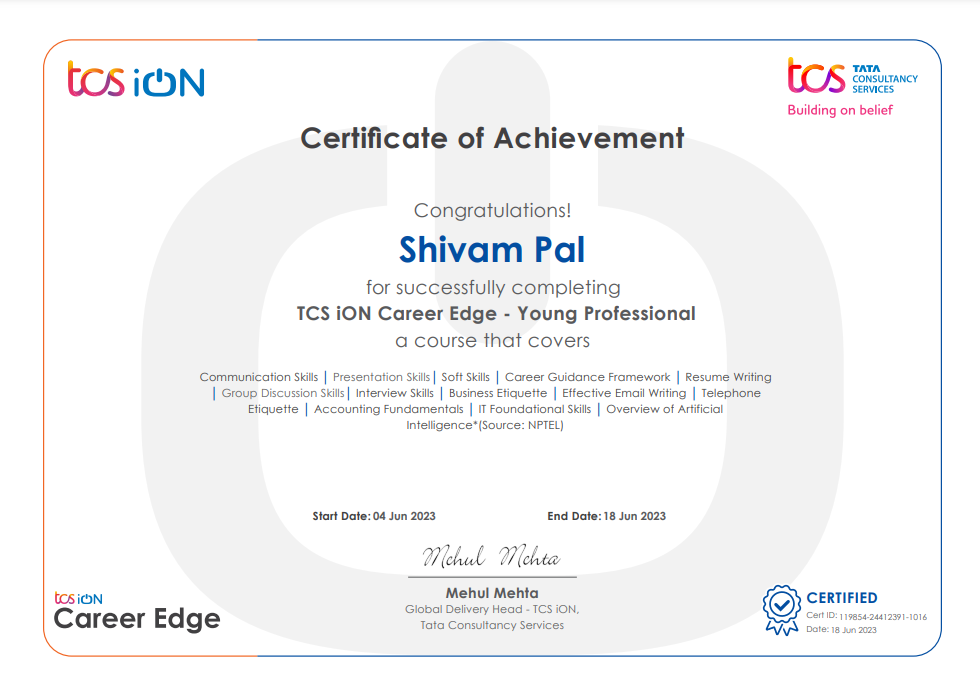 tcs iON
tcs TATA
CONSULTANCY
SERVICES
Building on belief
Certificate of Achievement
Congratulations!
Shivam Pal
for successfully completing
TCS iON Career Edge - Young Professional
a course that covers
Communication Skills | Presentation Skills | Soft Skills | Career Guidance Framework | Resume Writing
| Group Discussion Skills | Interview Skills | Business Etiquette | Effective Email Writing | Telephone
Etiquette | Accounting Fundamentals | IT Foundational Skills | Overview of Artificial
Intelligence*(Source: NPTEL)
Start Date: 04 Jun 2023 End Date: 18 Jun 2023
Mehul Mehta
Mehul Mehta
Global Delivery Head - TCS iON,
Tata Consultancy Services
tcs iON
Career Edge
CERTIFIED
Cert ID: 119854-24412391-1016
Date: 18 Jun 2023